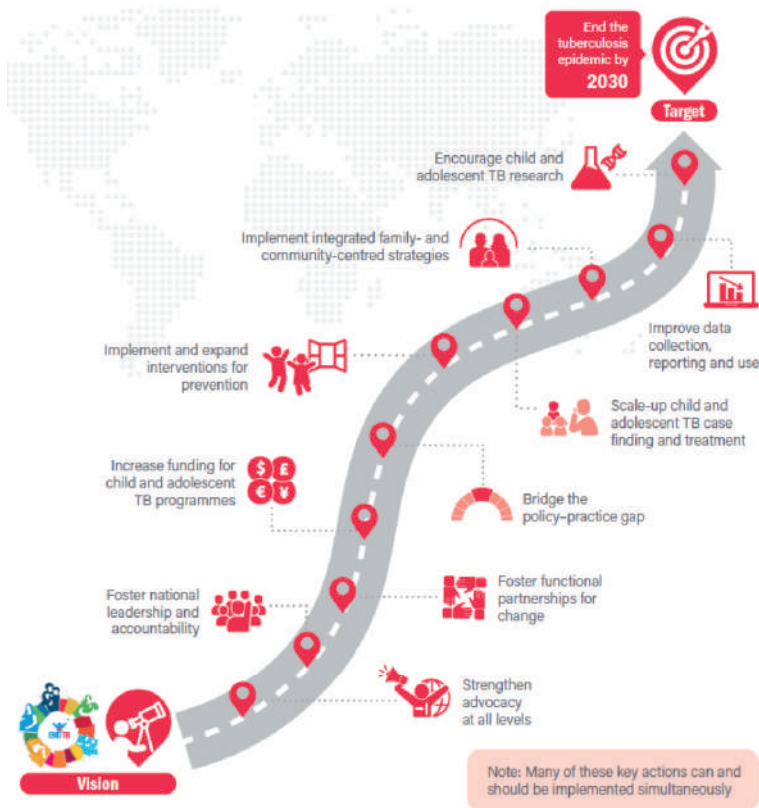 End the
tuberculosis
epidemic by
2030
Target
Encourage child and
adolescent TB research
Implement integrated family- and
community-centred strategies
Improve data
collection,
reporting and use
Implement and expand
interventions for
prevention
Scale-up child and
adolescent TB case
finding and treatment
Increase funding for
child and adolescent
TB programmes
$ £
€ ¥
Bridge the
policy–practice gap
Foster national
leadership and
accountability
Foster functional
partnerships for
change
Strengthen
advocacy
at all levels
END TB
Vision
Note: Many of these key actions can and
should be implemented simultaneously